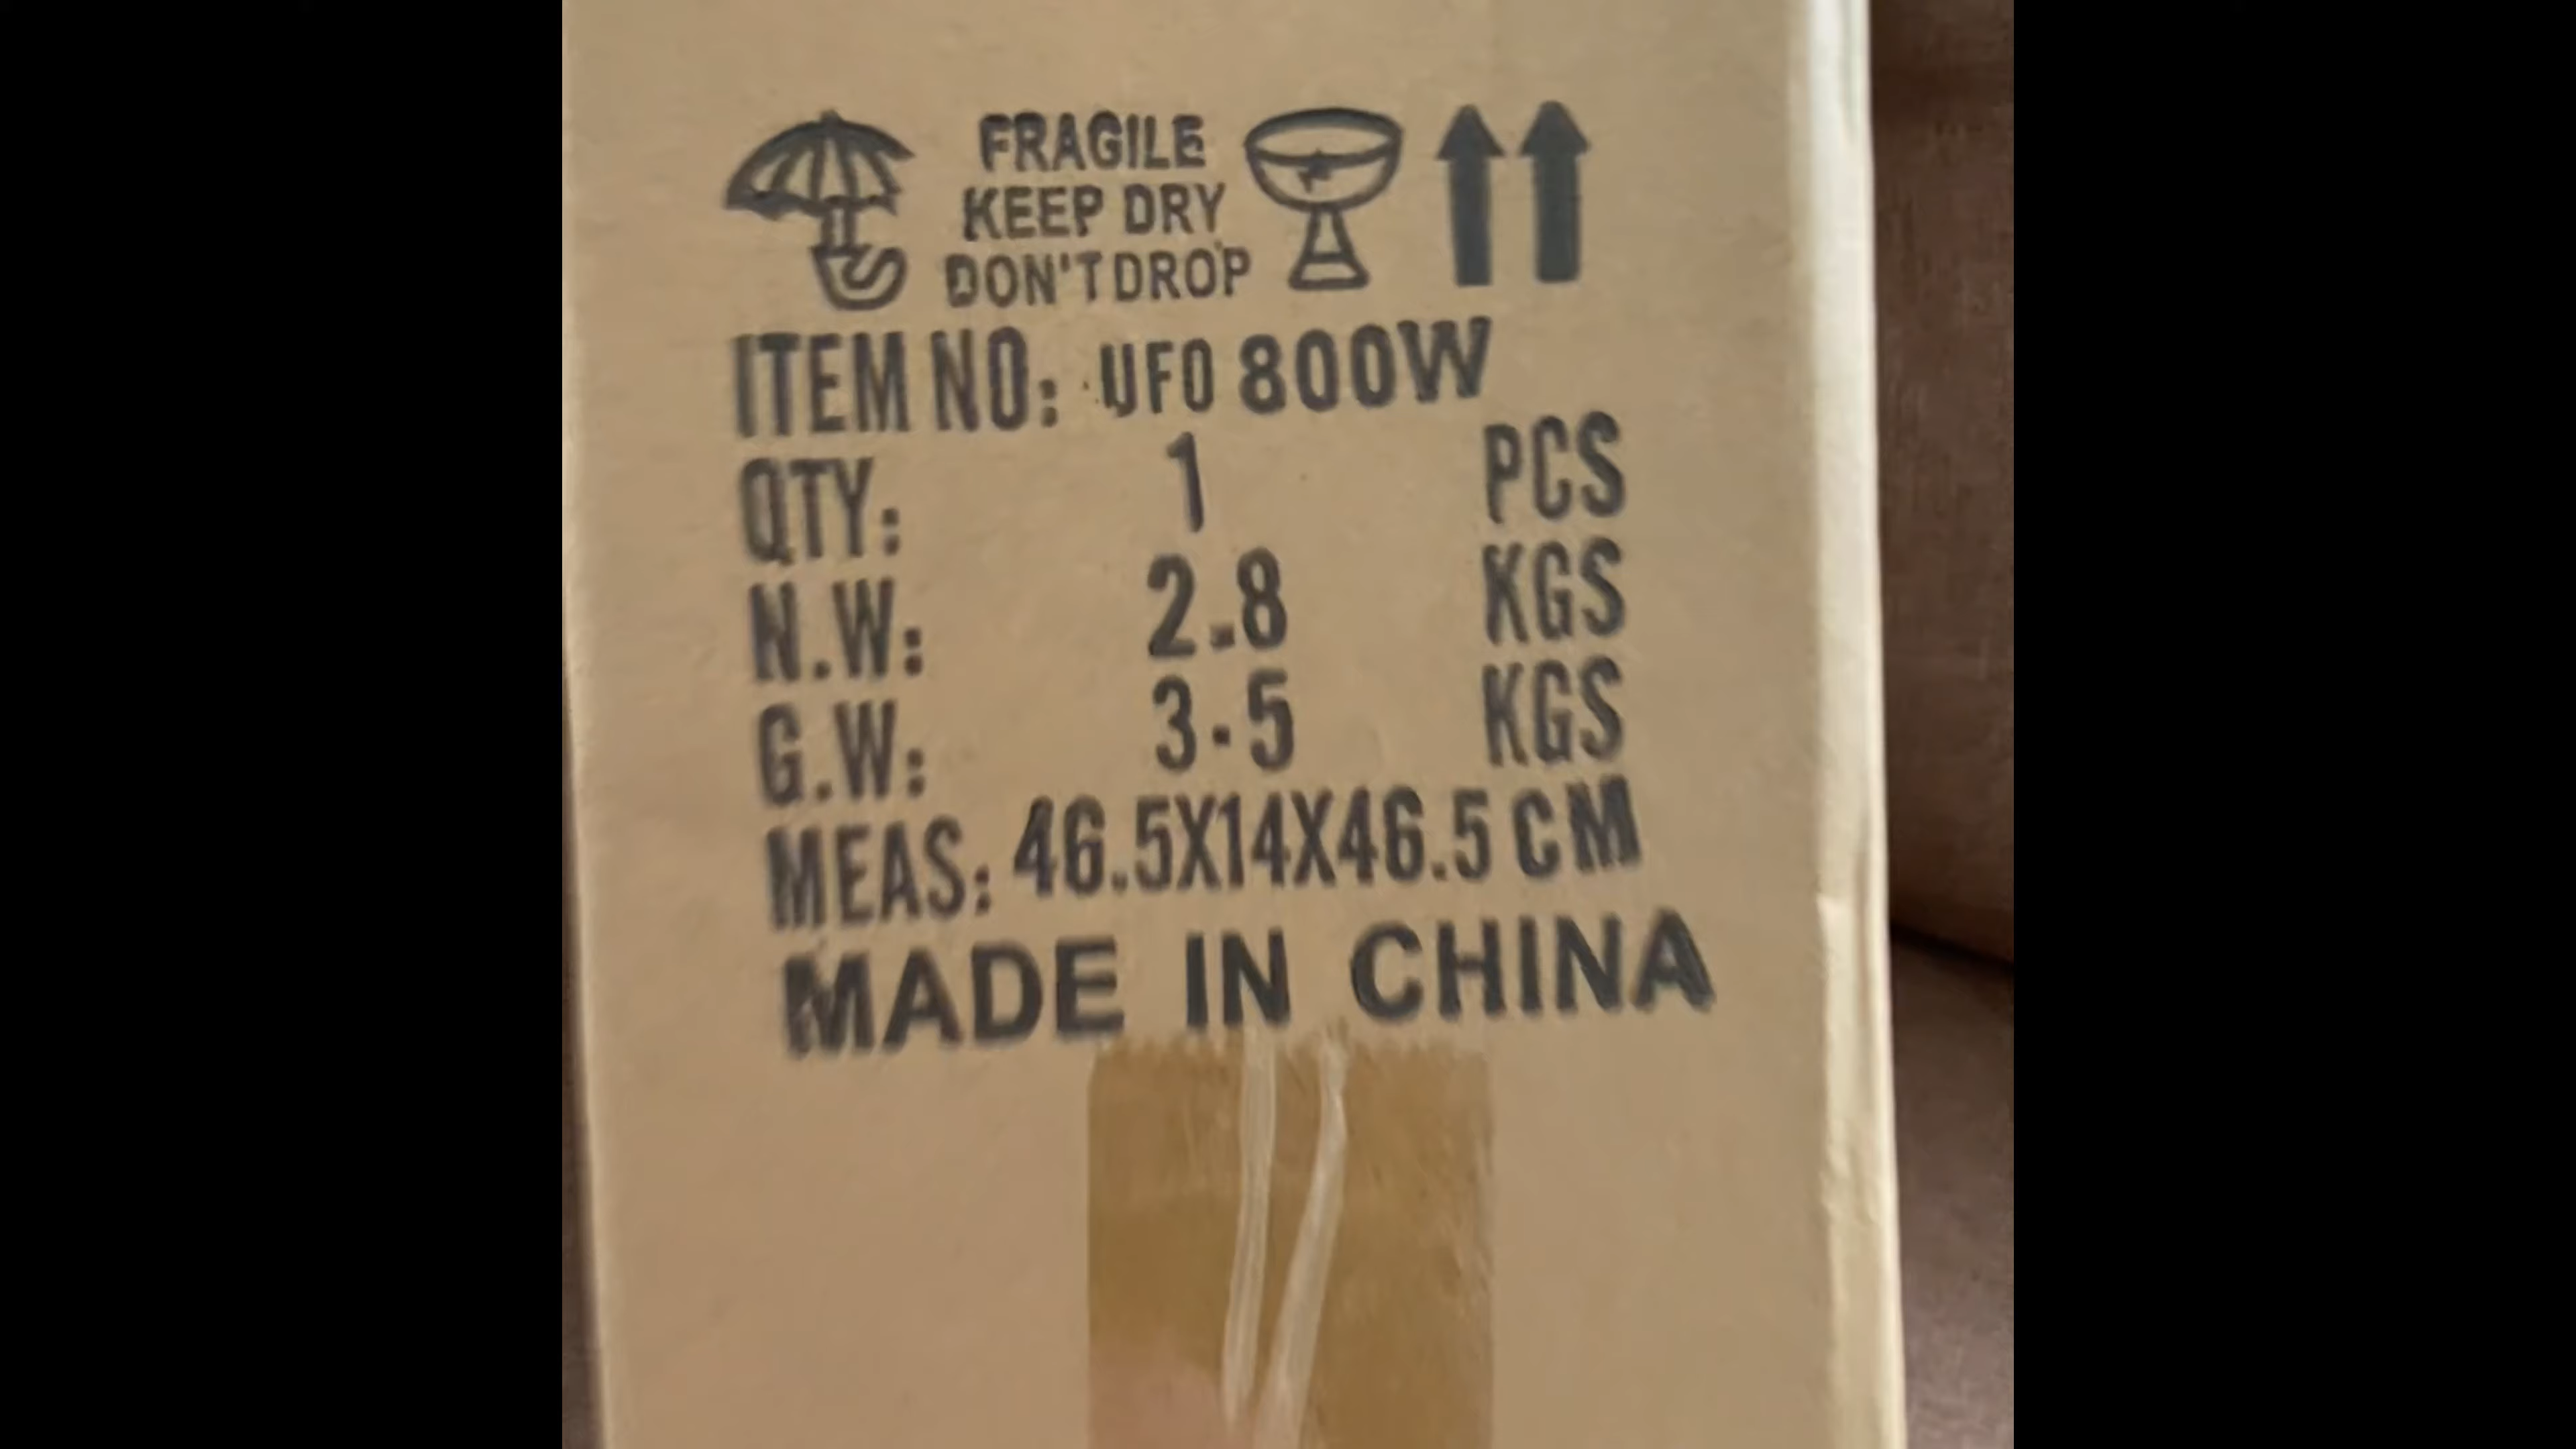 FRAGILE
KEEP DRY
DON'T DROP
ITEM NO: UFO 800W
QTY: 1 PCS
N.W: 2.8 KGS
G.W: 3.5 KGS
MEAS: 46.5X14X46.5 CM
MADE IN CHINA